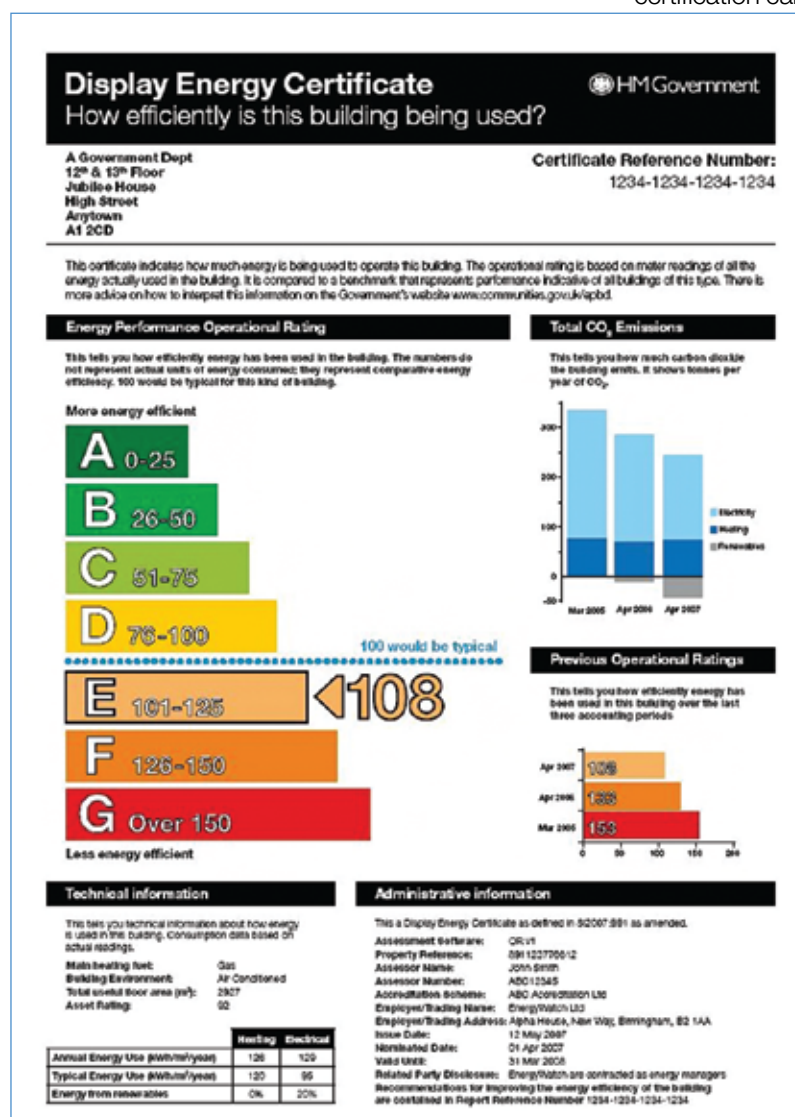 Display Energy Certificate
How efficiently is this building being used?
HM Government
A Government Dept
12th & 13th Floor
Jubilee House
High Street
Anytown
A1 2CD
Certificate Reference Number:
1234-1234-1234-1234
This certificate indicates how much energy is being used to operate this building. The operational rating is based on meter readings of all the
energy actually used in the building. It is compared to a benchmark that represents performance indicative of all buildings of this type. There is
more advice on how to interpret this information on the Government's website www.communities.gov.uk/epbd.
Energy Performance Operational Rating
This tells you how efficiently energy has been used in the building. The numbers do
not represent actual units of energy consumed; they represent comparative energy
efficiency. 100 would be typical for this kind of building.
More energy efficient
A 0-25
B 26-50
C 51-75
D 76-100
100 would be typical
E 101-125
108
F 126-150
G Over 150
Less energy efficient
Total CO2 Emissions
This tells you how much carbon dioxide
the building emits. It shows tonnes per
year of CO2.
300
200
100
0
-50
Electricity
Heating
Renewables
Mar 2005 Apr 2006 Apr 2007
Previous Operational Ratings
This tells you how efficiently energy has
been used in this building over the last
three accounting periods
Apr 2007 108
Apr 2006 133
Mar 2005 153
0 50 100 150 200
Technical information
This tells you technical information about how energy
is used in this building. Consumption data based on
actual readings.
Main heating fuel: Gas
Building Environment: Air Conditioned
Total useful floor area (m²): 2927
Asset Rating: 92
Heating Electrical
Annual Energy Use (kWh/m²/year) 126 129
Typical Energy Use (kWh/m²/year) 120 95
Energy from renewables 0% 20%
Administrative information
This a Display Energy Certificate as defined in SI2007:991 as amended.
Assessment Software: OR v1
Property Reference: 891123776612
Assessor Name: John Smith
Assessor Number: ABC12345
Accreditation Scheme: ABC Accreditation Ltd
Employer/Trading Name: EnergyWatch Ltd
Employer/Trading Address: Alpha House, New Way, Birmingham, B2 1AA
Issue Date: 12 May 2007
Nominated Date: 01 Apr 2007
Valid Until: 31 Mar 2008
Related Party Disclosure: EnergyWatch are contracted as energy managers
Recommendations for improving the energy efficiency of the building
are contained in Report Reference Number 1234-1234-1234-1234